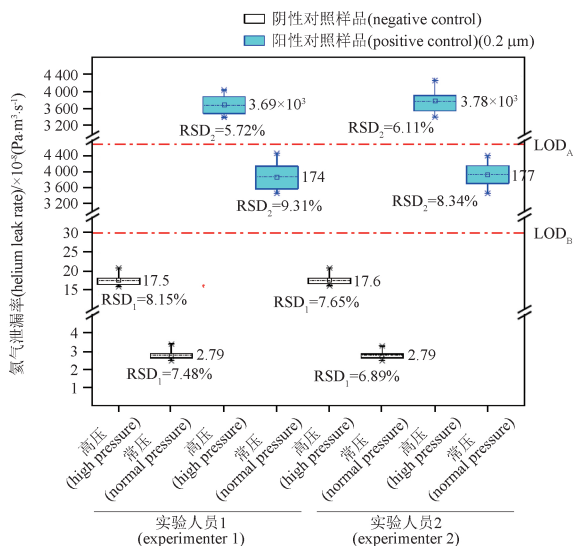 阴性对照样品(negative control)
阳性对照样品(positive control)(0.2 μm)
氦气泄漏率(helium leak rate)/×10⁻⁸(Pa·m³·s⁻¹)
4 400
4 000
3 600
3 200
4 400
4 000
3 600
3 200
30
25
20
15
4
3
2
1
3.69×10³
RSD₂=5.72%
3.78×10³
RSD₂=6.11%
LOD_A
174
RSD₂=9.31%
177
RSD₂=8.34%
LOD_B
17.5
RSD₁=8.15%
17.6
RSD₁=7.65%
2.79
RSD₁=7.48%
2.79
RSD₁=6.89%
高压
(high pressure)
常压
(normal pressure)
高压
(high pressure)
常压
(normal pressure)
高压
(high pressure)
常压
(normal pressure)
高压
(high pressure)
常压
(normal pressure)
实验人员1
(experimenter 1)
实验人员2
(experimenter 2)